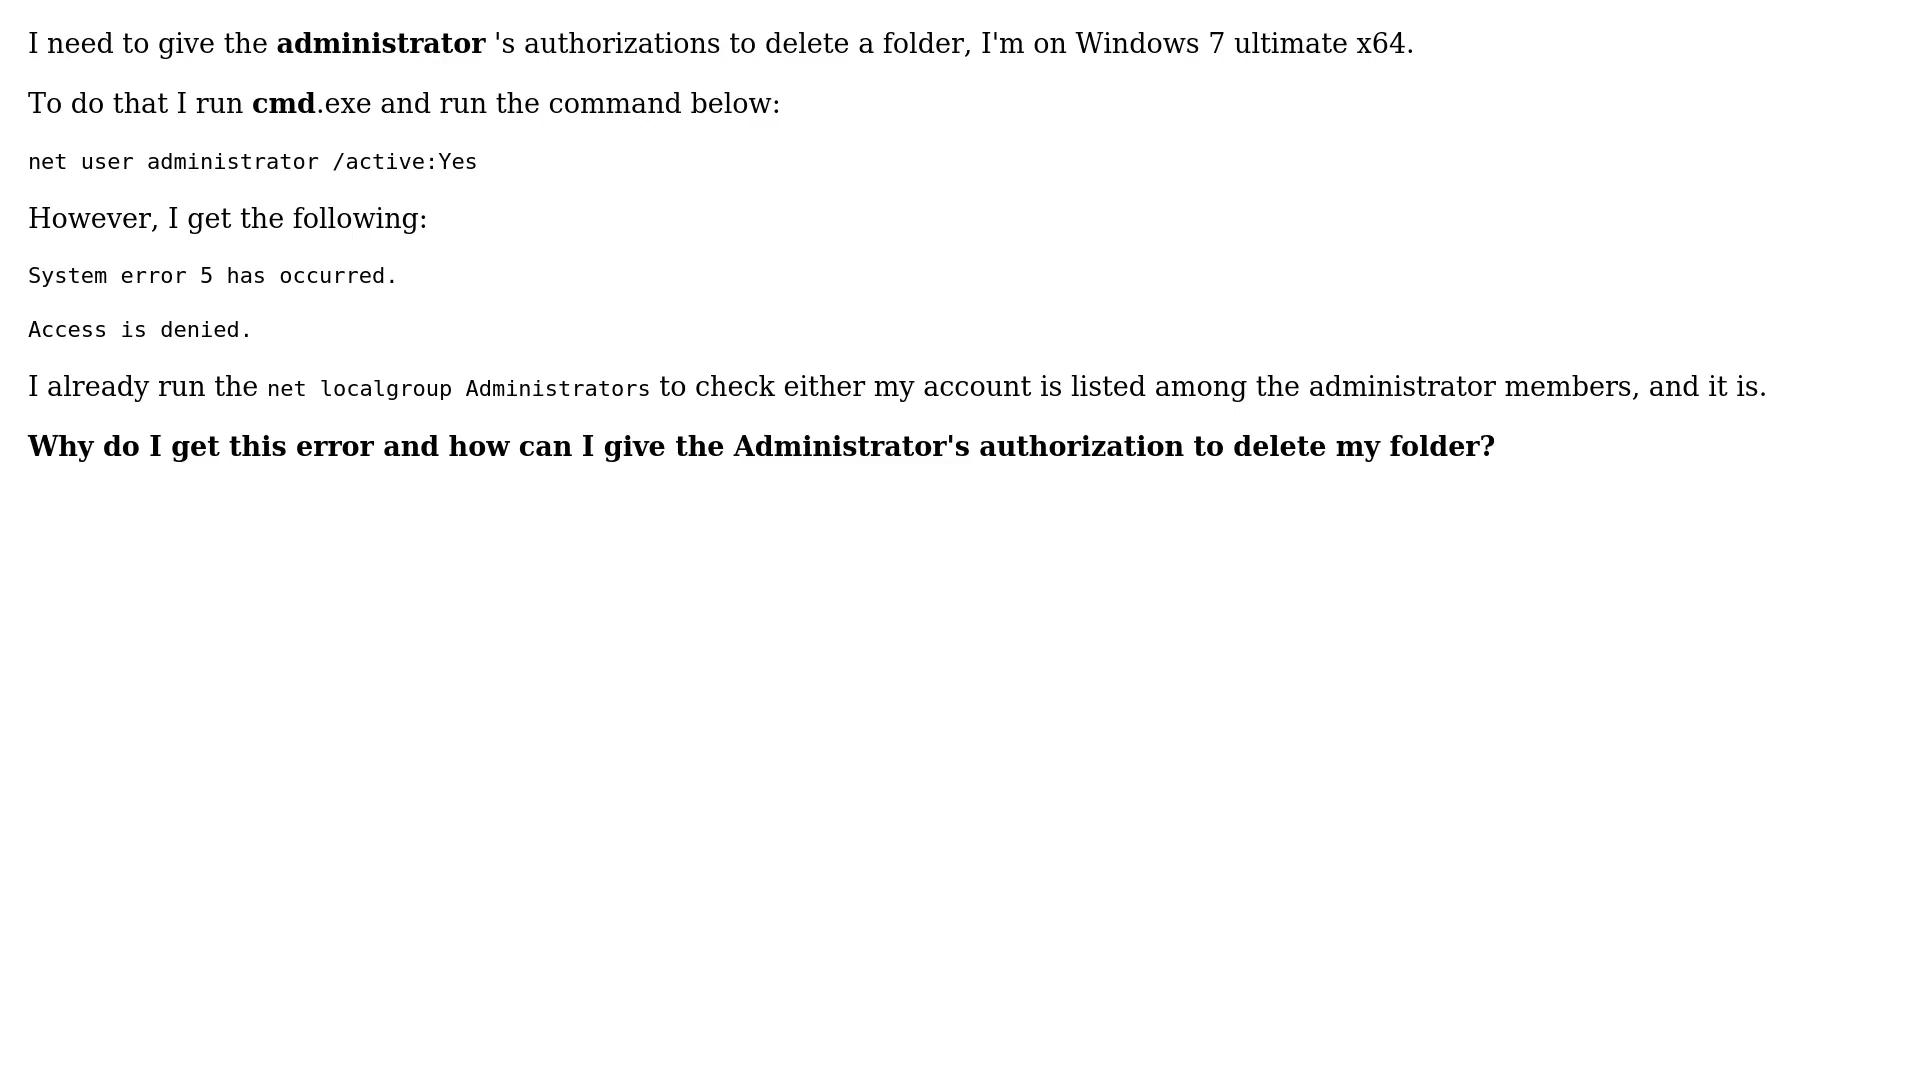 I need to give the administrator 's authorizations to delete a folder, I'm on Windows 7 ultimate x64.
To do that I run cmd.exe and run the command below:
net user administrator /active:Yes
However, I get the following:
System error 5 has occurred.
Access is denied.
I already run the net localgroup Administrators to check either my account is listed among the administrator members, and it is.
Why do I get this error and how can I give the Administrator's authorization to delete my folder?